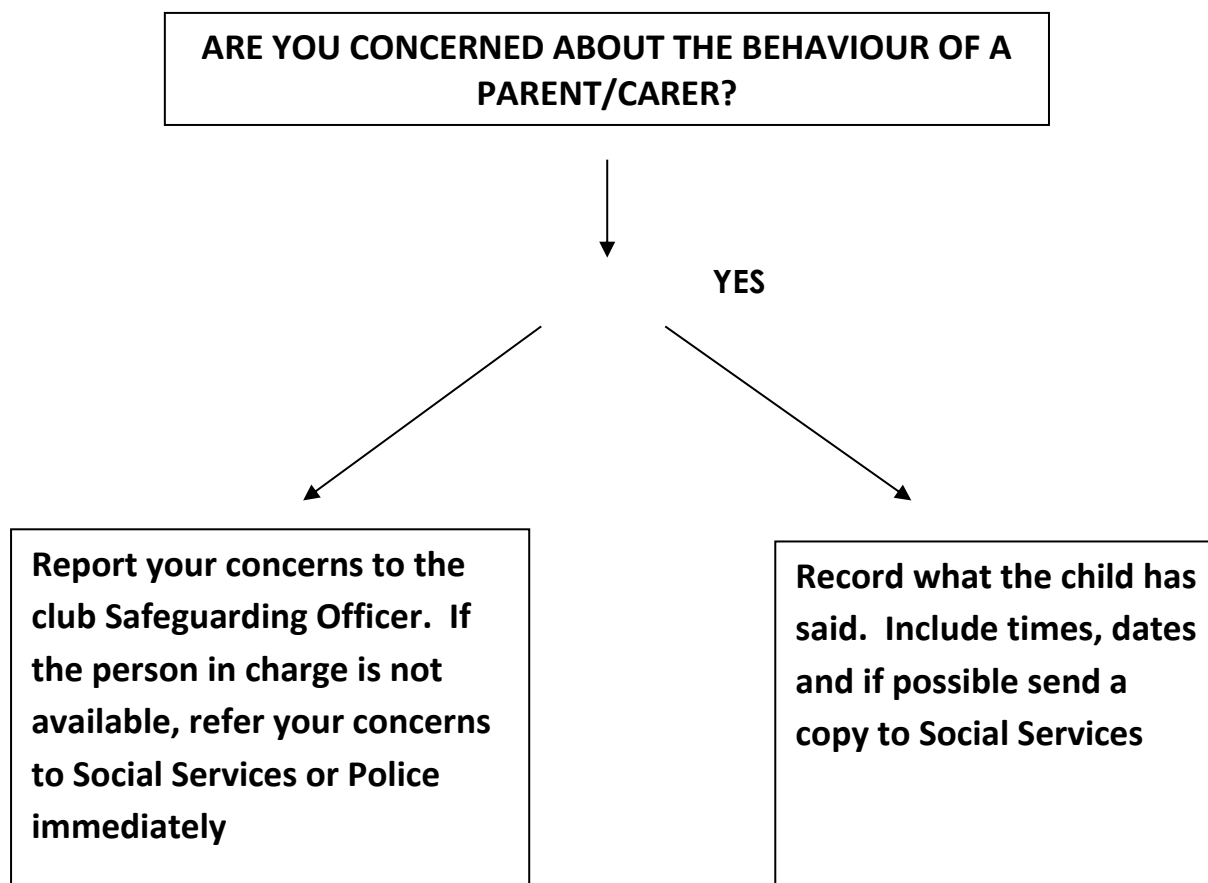 ARE YOU CONCERNED ABOUT THE BEHAVIOUR OF A
PARENT/CARER?
YES
Report your concerns to the
club Safeguarding Officer.  If
the person in charge is not
available, refer your concerns
to Social Services or Police
immediately
Record what the child has
said.  Include times, dates
and if possible send a
copy to Social Services